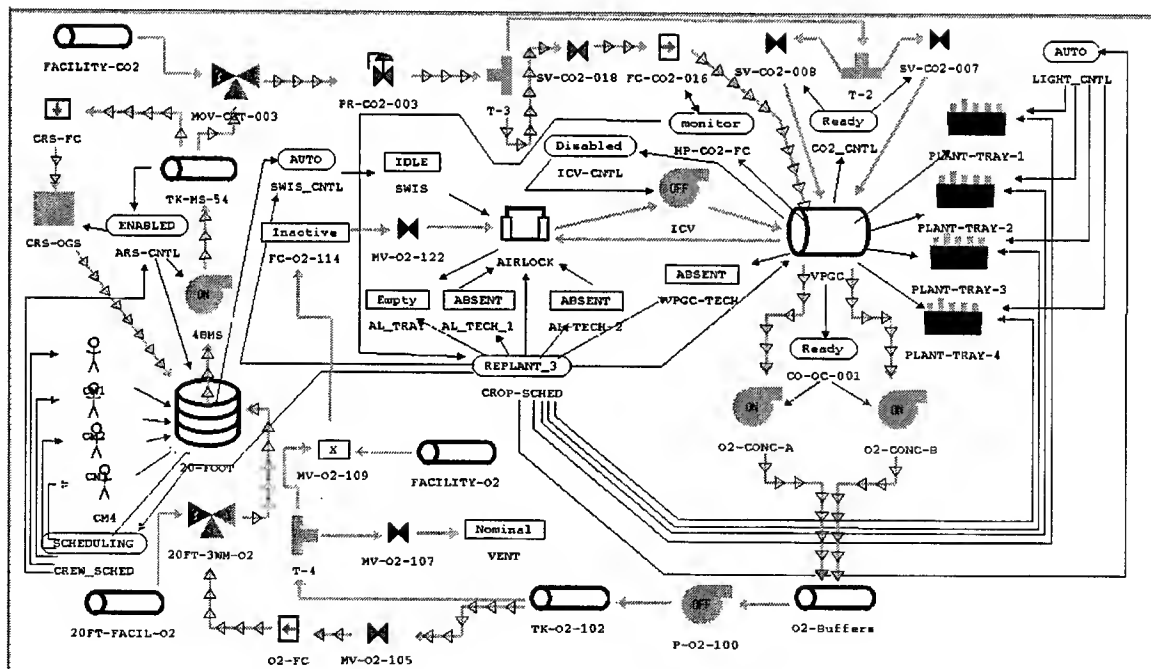 FACILITY-CO2
AUTO
LIGHT_CNTL
MOV-CST-003
PR-CO2-003
T-3
SV-CO2-018
FC-CO2-016
SV-CO2-008
T-2
SV-CO2-007
CRS-FC
monitor
Ready
Disabled
HP-CO2-FC
CO2_CNTL
PLANT-TRAY-1
TK-MS-54
AUTO
IDLE
ICV-CNTL
OFF
SWIS_CNTL
SWIS
PLANT-TRAY-2
CRS-OGS
ENABLED
Inactive
ICV
ARS-CNTL
FC-O2-114
MV-O2-122
AIRLOCK
ABSENT
VPGC
PLANT-TRAY-3
ON
Empty
ABSENT
ABSENT
VPGC-TECH
4BMS
AL_TRAY
AL_TECH_1
AL-TECH-2
Ready
PLANT-TRAY-4
REPLANT_3
CO-OC-001
CM1
CROP-SCHED
ON
ON
CM2
X
O2-CONC-A
O2-CONC-B
20-FOOT
MV-O2-109
FACILITY-O2
CM3
CM4
SCHEDULING
Nominal
20FT-3WM-O2
MV-O2-107
VENT
CREW_SCHED
T-4
OFF
20FT-FACIL-O2
TK-O2-102
O2-Buffers
O2-FC
MV-O2-105
P-O2-100